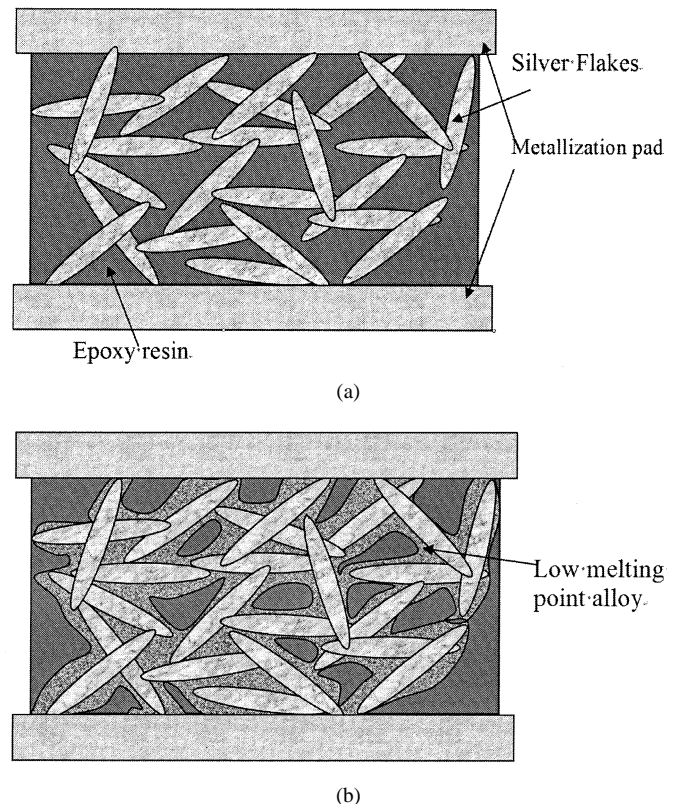 Silver Flakes
Metallization pad
Epoxy resin
(a)
Low melting
point alloy
(b)